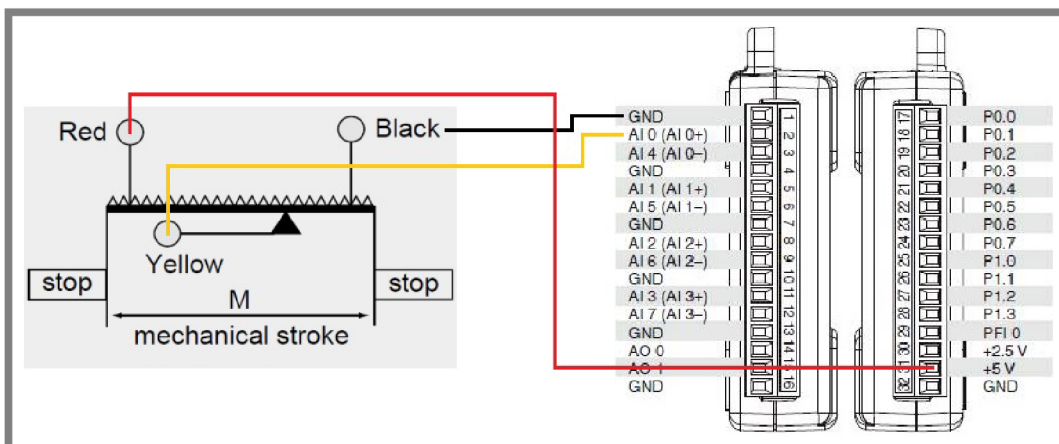 Red
Black
Yellow
stop
stop
M
mechanical stroke
GND
AI 0 (AI 0+)
AI 4 (AI 0–)
GND
AI 1 (AI 1+)
AI 5 (AI 1–)
GND
AI 2 (AI 2+)
AI 6 (AI 2–)
GND
AI 3 (AI 3+)
AI 7 (AI 3–)
GND
AO 0
AO 1
GND
1
2
3
4
5
6
7
8
9
10
11
12
13
14
15
16
17
18
19
20
21
22
23
24
25
26
27
28
29
30
31
32
P0.0
P0.1
P0.2
P0.3
P0.4
P0.5
P0.6
P0.7
P1.0
P1.1
P1.2
P1.3
PFI 0
+2.5 V
+5 V
GND